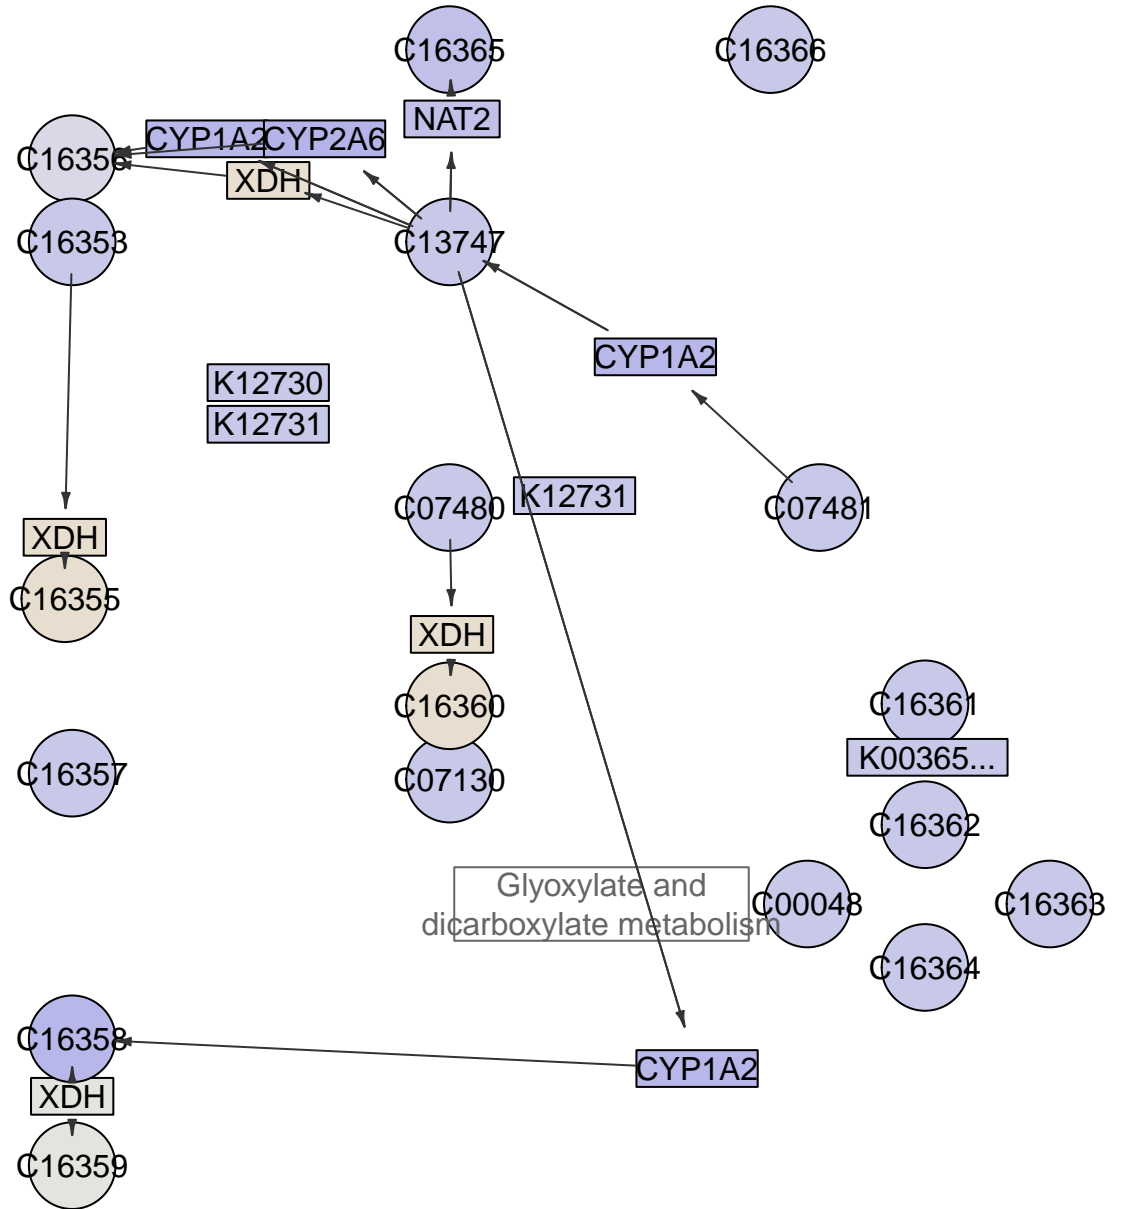 C16365
C16366
NAT2
CYP1A2
CYP2A6
C16356
XDH
C16353
C13747
CYP1A2
K12730
K12731
K12731
C07480
C07481
XDH
C16355
XDH
C16360
C16361
K00365...
C16357
C07130
C16362
Glyoxylate and
dicarboxylate metabolism
C00048
C16363
C16364
C16358
CYP1A2
XDH
C16359